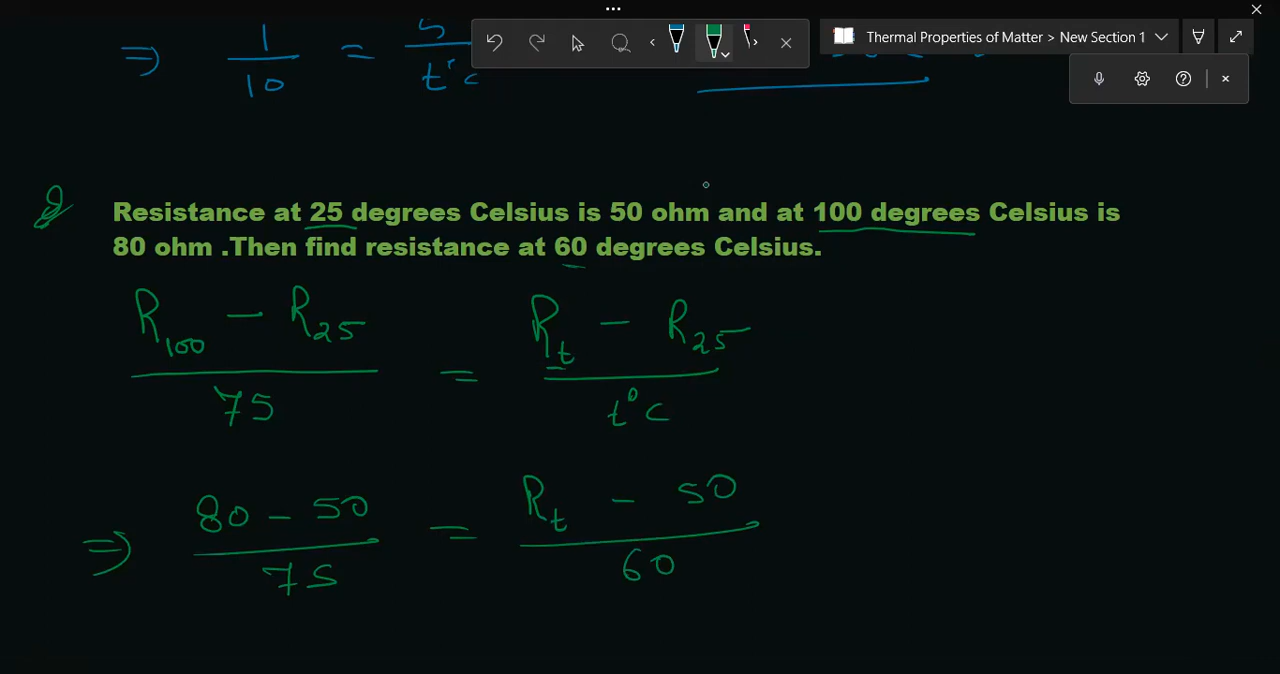 Thermal Properties of Matter > New Section 1
⇒ 1/10 = 5/t°c
Q
Resistance at 25 degrees Celsius is 50 ohm and at 100 degrees Celsius is
80 ohm .Then find resistance at 60 degrees Celsius.
R100 - R25 / 75 = Rt - R25 / t°c
⇒ 80 - 50 / 75 = Rt - 50 / 60